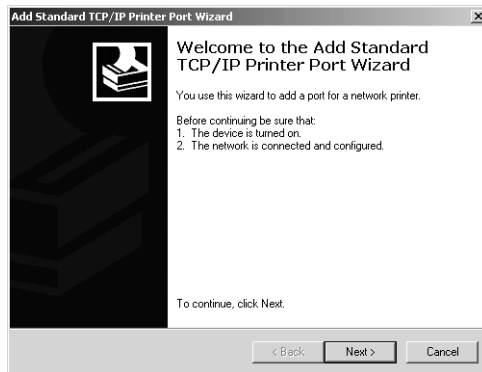 Add Standard TCP/IP Printer Port Wizard
Welcome to the Add Standard
TCP/IP Printer Port Wizard
You use this wizard to add a port for a network printer.
Before continuing be sure that:
1. The device is turned on.
2. The network is connected and configured.
To continue, click Next.
< Back Next > Cancel